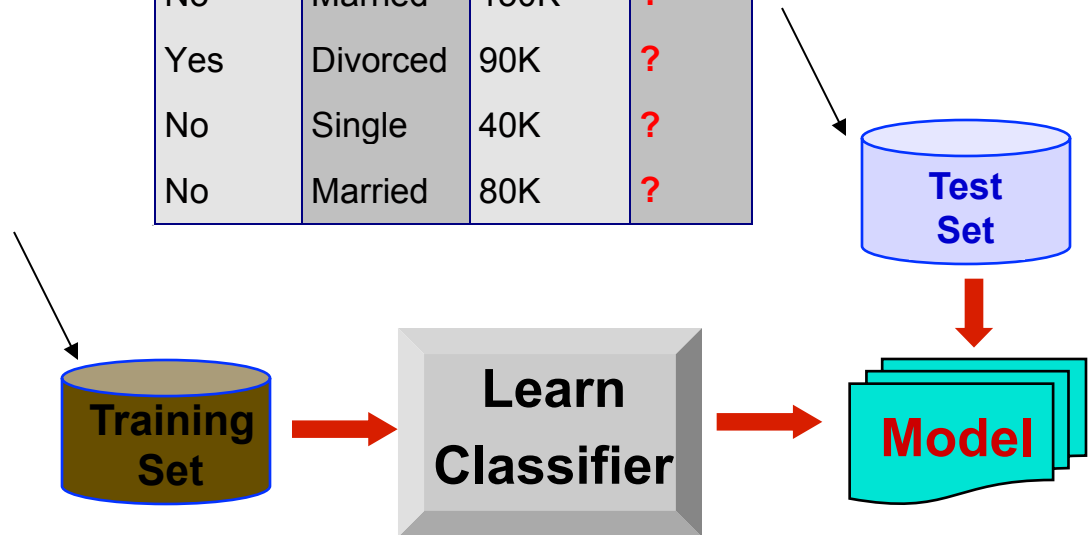 Yes Divorced 90K ?
No Single 40K ?
No Married 80K ?
Test
Set
Training
Set
Learn
Classifier
Model